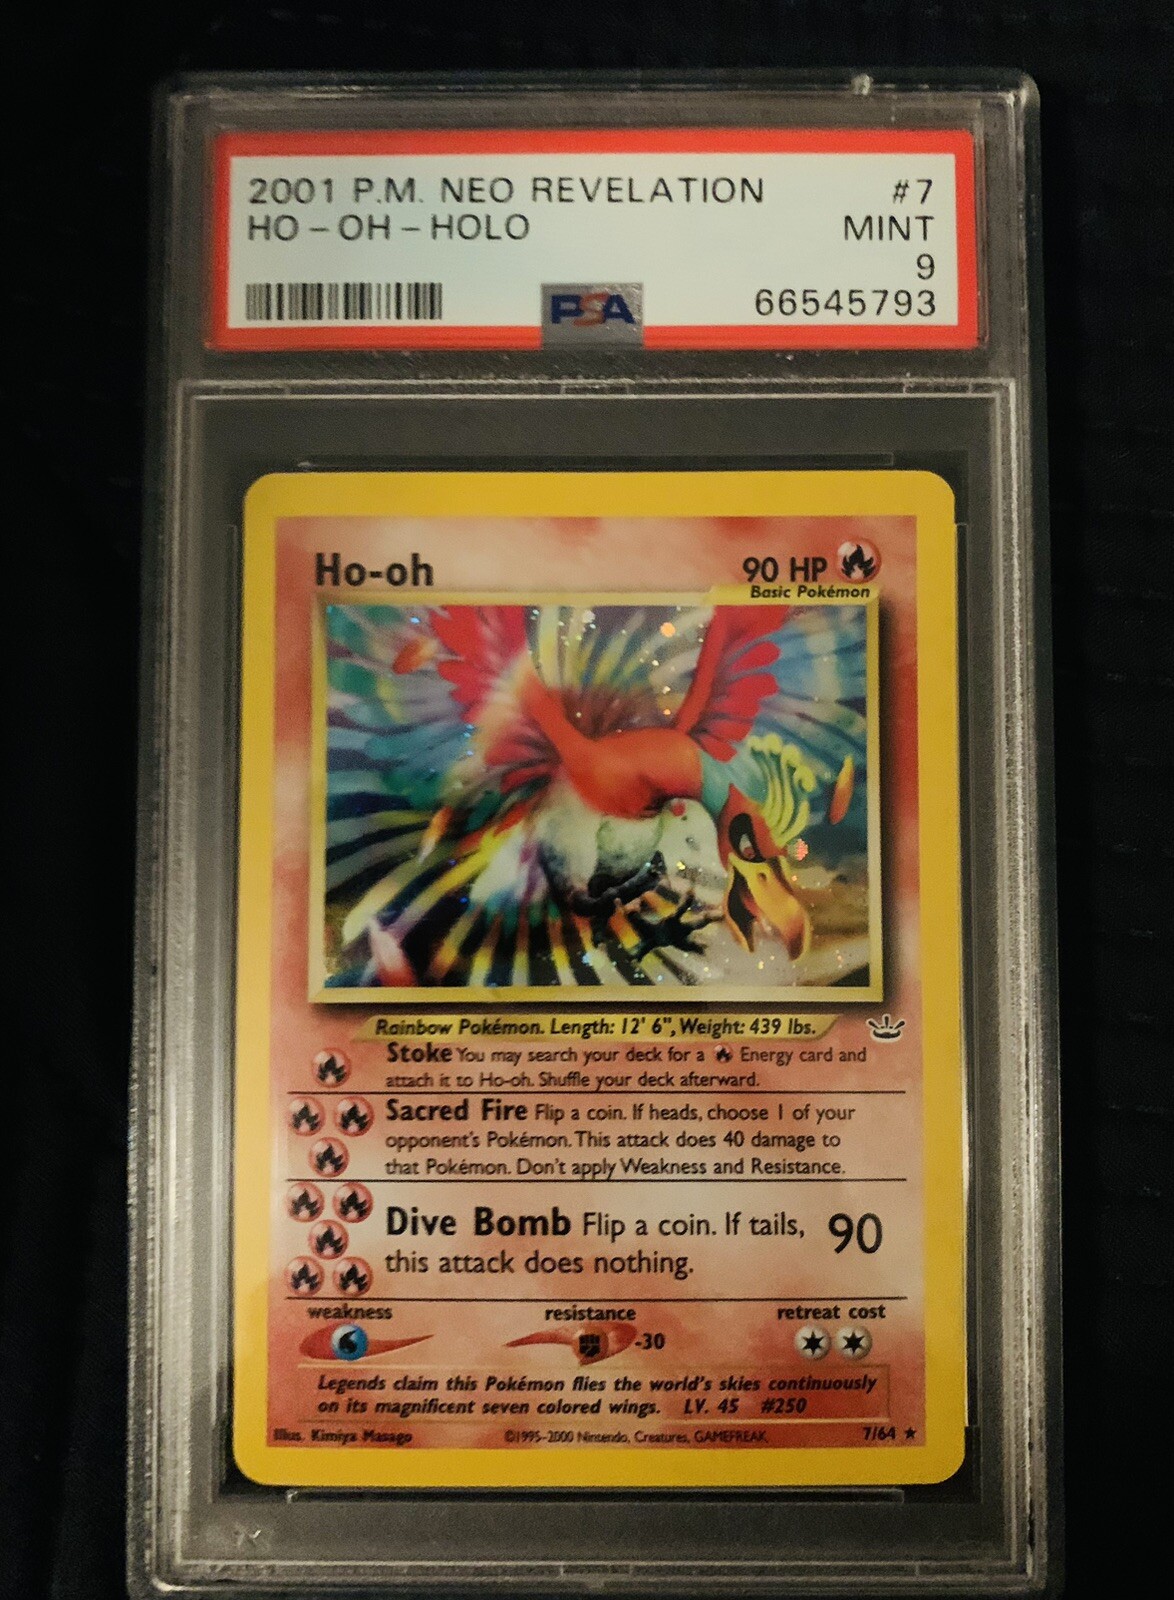 2001 P.M. NEO REVELATION #7
HO - OH - HOLO MINT
9
PSA 66545793
Ho-oh 90 HP
Basic Pokémon
Rainbow Pokémon. Length: 12' 6", Weight: 439 lbs.
Stoke You may search your deck for a Energy card and
attach it to Ho-oh. Shuffle your deck afterward.
Sacred Fire Flip a coin. If heads, choose 1 of your
opponent's Pokémon. This attack does 40 damage to
that Pokémon. Don't apply Weakness and Resistance.
Dive Bomb Flip a coin. If tails, 90
this attack does nothing.
weakness resistance retreat cost
-30
Legends claim this Pokémon flies the world's skies continuously
on its magnificent seven colored wings. LV. 45 #250
Illus. Kimiya Masago ©1995-2000 Nintendo, Creatures, GAMEFREAK. 7/64 ★